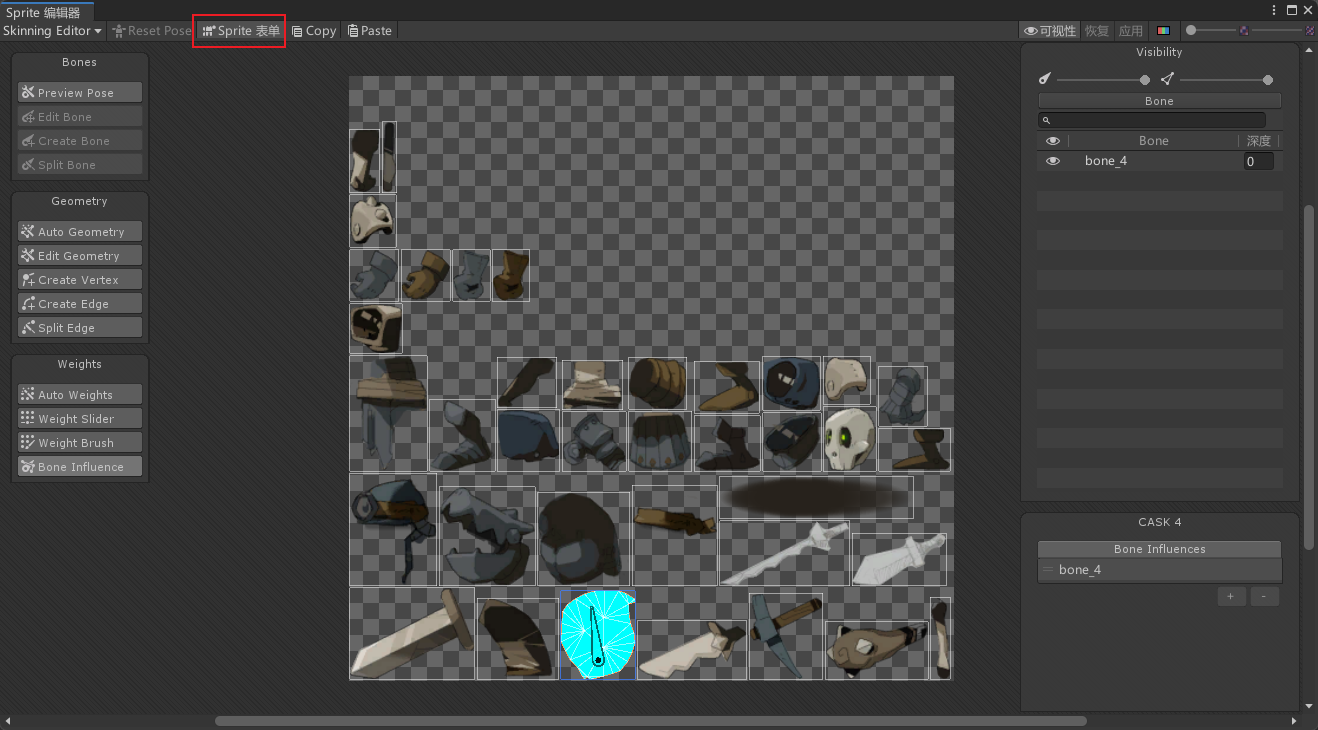 Sprite 编辑器
Skinning Editor
Reset Pose
Sprite 表单
Copy
Paste
可视性
恢复
应用
Bones
Preview Pose
Edit Bone
Create Bone
Split Bone
Geometry
Auto Geometry
Edit Geometry
Create Vertex
Create Edge
Split Edge
Weights
Auto Weights
Weight Slider
Weight Brush
Bone Influence
Visibility
Bone
Bone 深度
bone_4 0
CASK 4
Bone Influences
bone_4
+ -